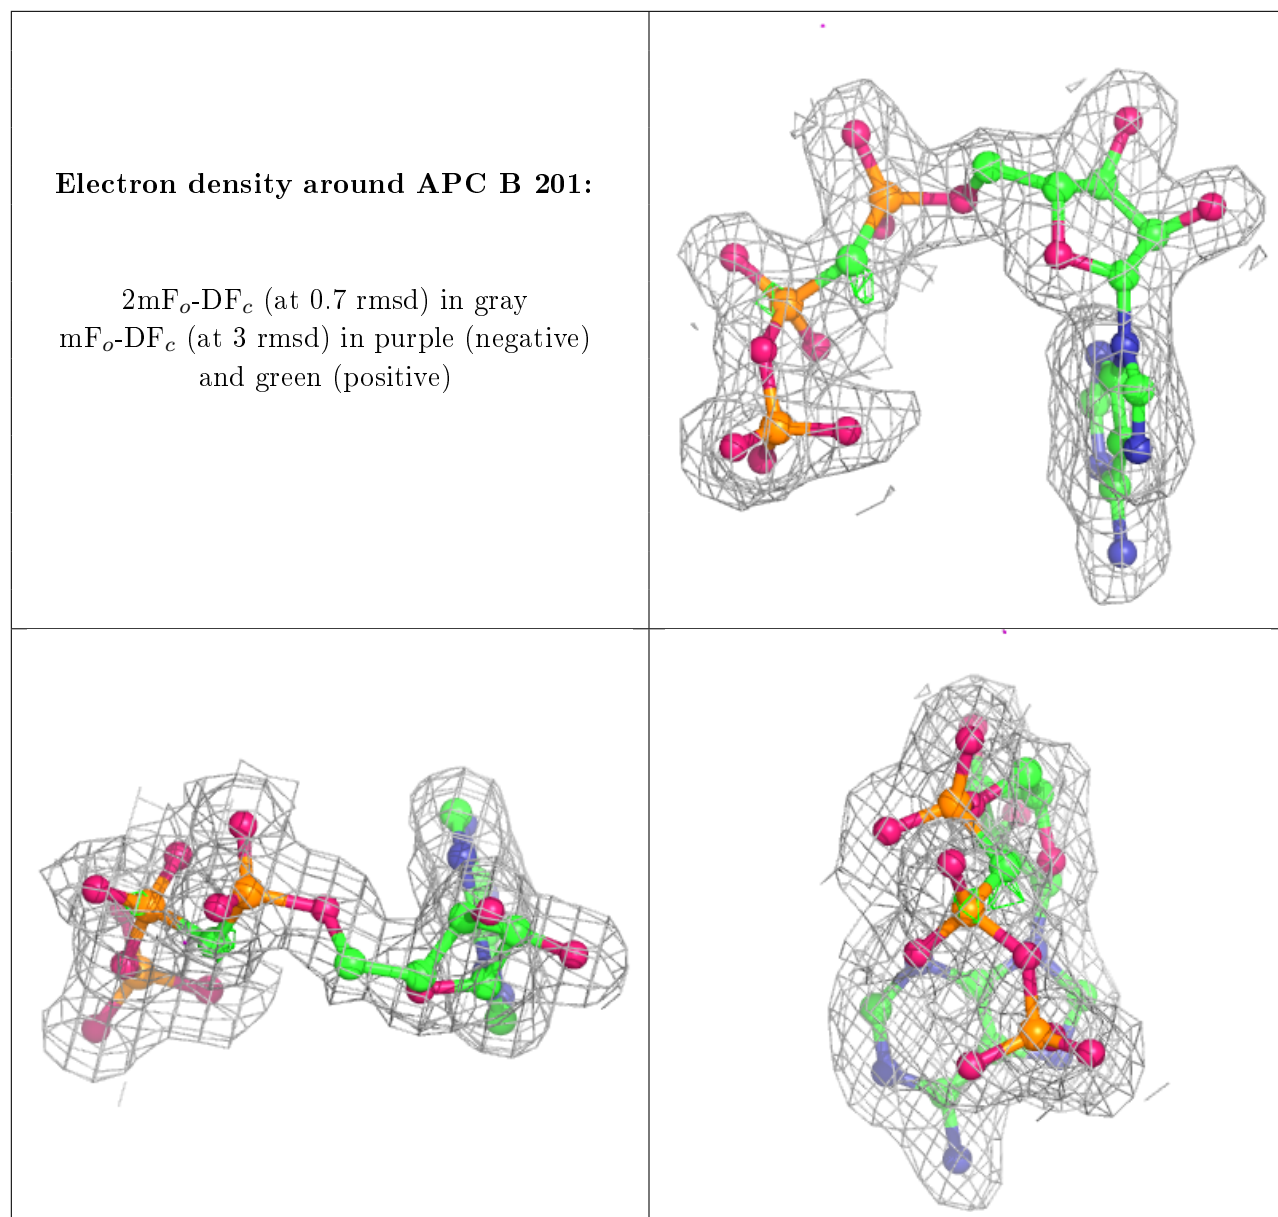 Electron density around APC B 201:
2mFₒ-DF𝒸 (at 0.7 rmsd) in gray
mFₒ-DF𝒸 (at 3 rmsd) in purple (negative)
and green (positive)